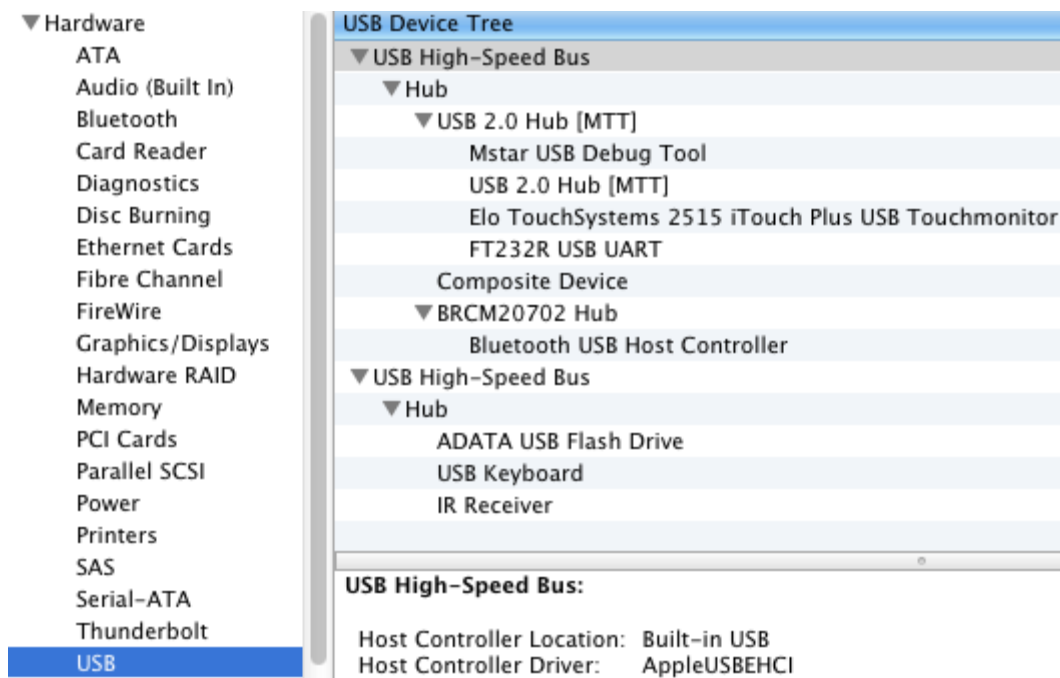 Hardware
ATA
Audio (Built In)
Bluetooth
Card Reader
Diagnostics
Disc Burning
Ethernet Cards
Fibre Channel
FireWire
Graphics/Displays
Hardware RAID
Memory
PCI Cards
Parallel SCSI
Power
Printers
SAS
Serial-ATA
Thunderbolt
USB
USB Device Tree
USB High-Speed Bus
Hub
USB 2.0 Hub [MTT]
Mstar USB Debug Tool
USB 2.0 Hub [MTT]
Elo TouchSystems 2515 iTouch Plus USB Touchmonitor
FT232R USB UART
Composite Device
BRCM20702 Hub
Bluetooth USB Host Controller
USB High-Speed Bus
Hub
ADATA USB Flash Drive
USB Keyboard
IR Receiver
USB High-Speed Bus:
Host Controller Location: Built-in USB
Host Controller Driver: AppleUSBEHCI